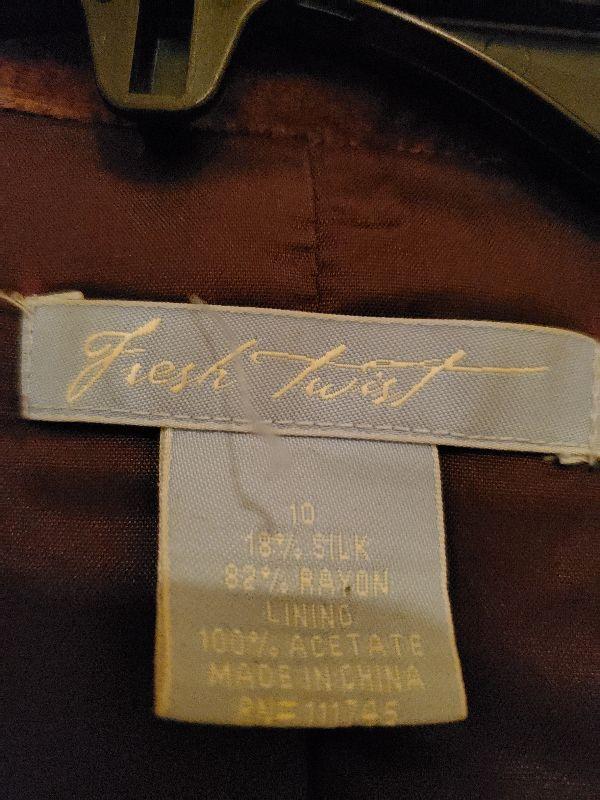 Fresh Twist
10
18% SILK
82% RAYON
LINING
100% ACETATE
MADE IN CHINA